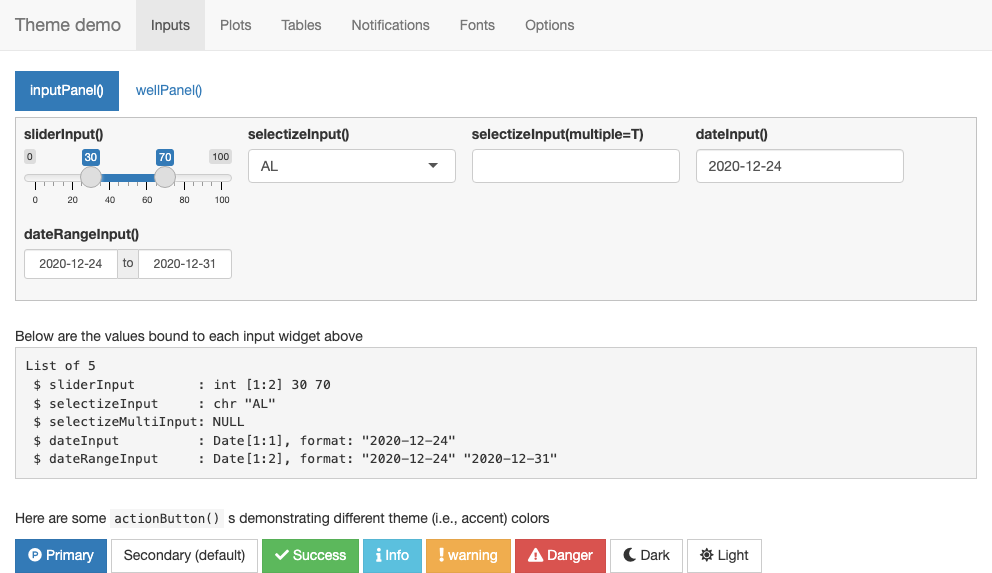 Theme demo Inputs Plots Tables Notifications Fonts Options
inputPanel() wellPanel()
sliderInput() selectizeInput() selectizeInput(multiple=T) dateInput()
0 30 70 100
AL 2020-12-24
0 20 40 60 80 100
dateRangeInput()
2020-12-24 to 2020-12-31
Below are the values bound to each input widget above
List of 5
$ sliderInput : int [1:2] 30 70
$ selectizeInput : chr "AL"
$ selectizeMultiInput: NULL
$ dateInput : Date[1:1], format: "2020-12-24"
$ dateRangeInput : Date[1:2], format: "2020-12-24" "2020-12-31"
Here are some actionButton() s demonstrating different theme (i.e., accent) colors
Primary Secondary (default) Success Info warning Danger Dark Light